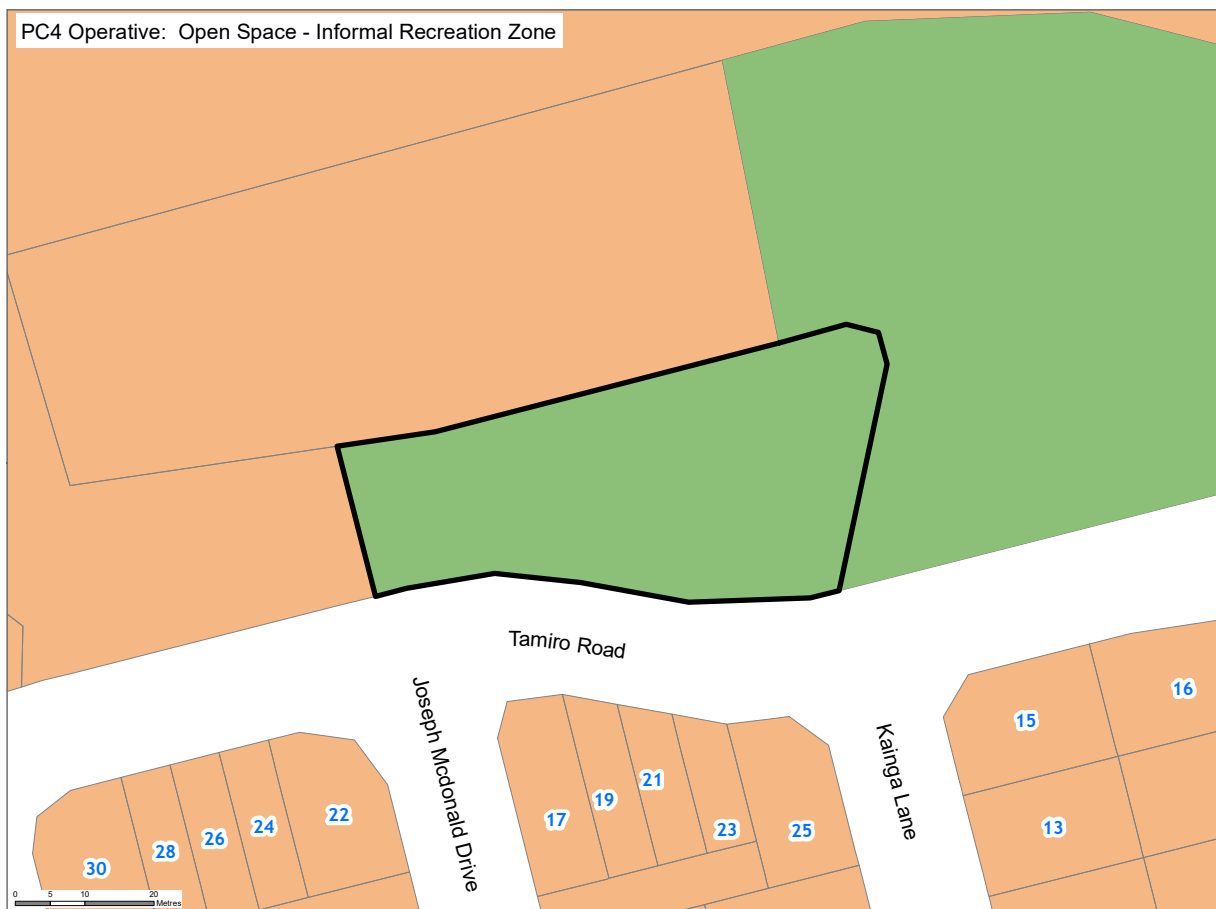 PC4 Operative:  Open Space - Informal Recreation Zone
Tamiro Road
Joseph Mcdonald Drive
Kainga Lane
16
15
13
21
19
17
23
25
22
24
26
28
30
0 5 10 20
Metres